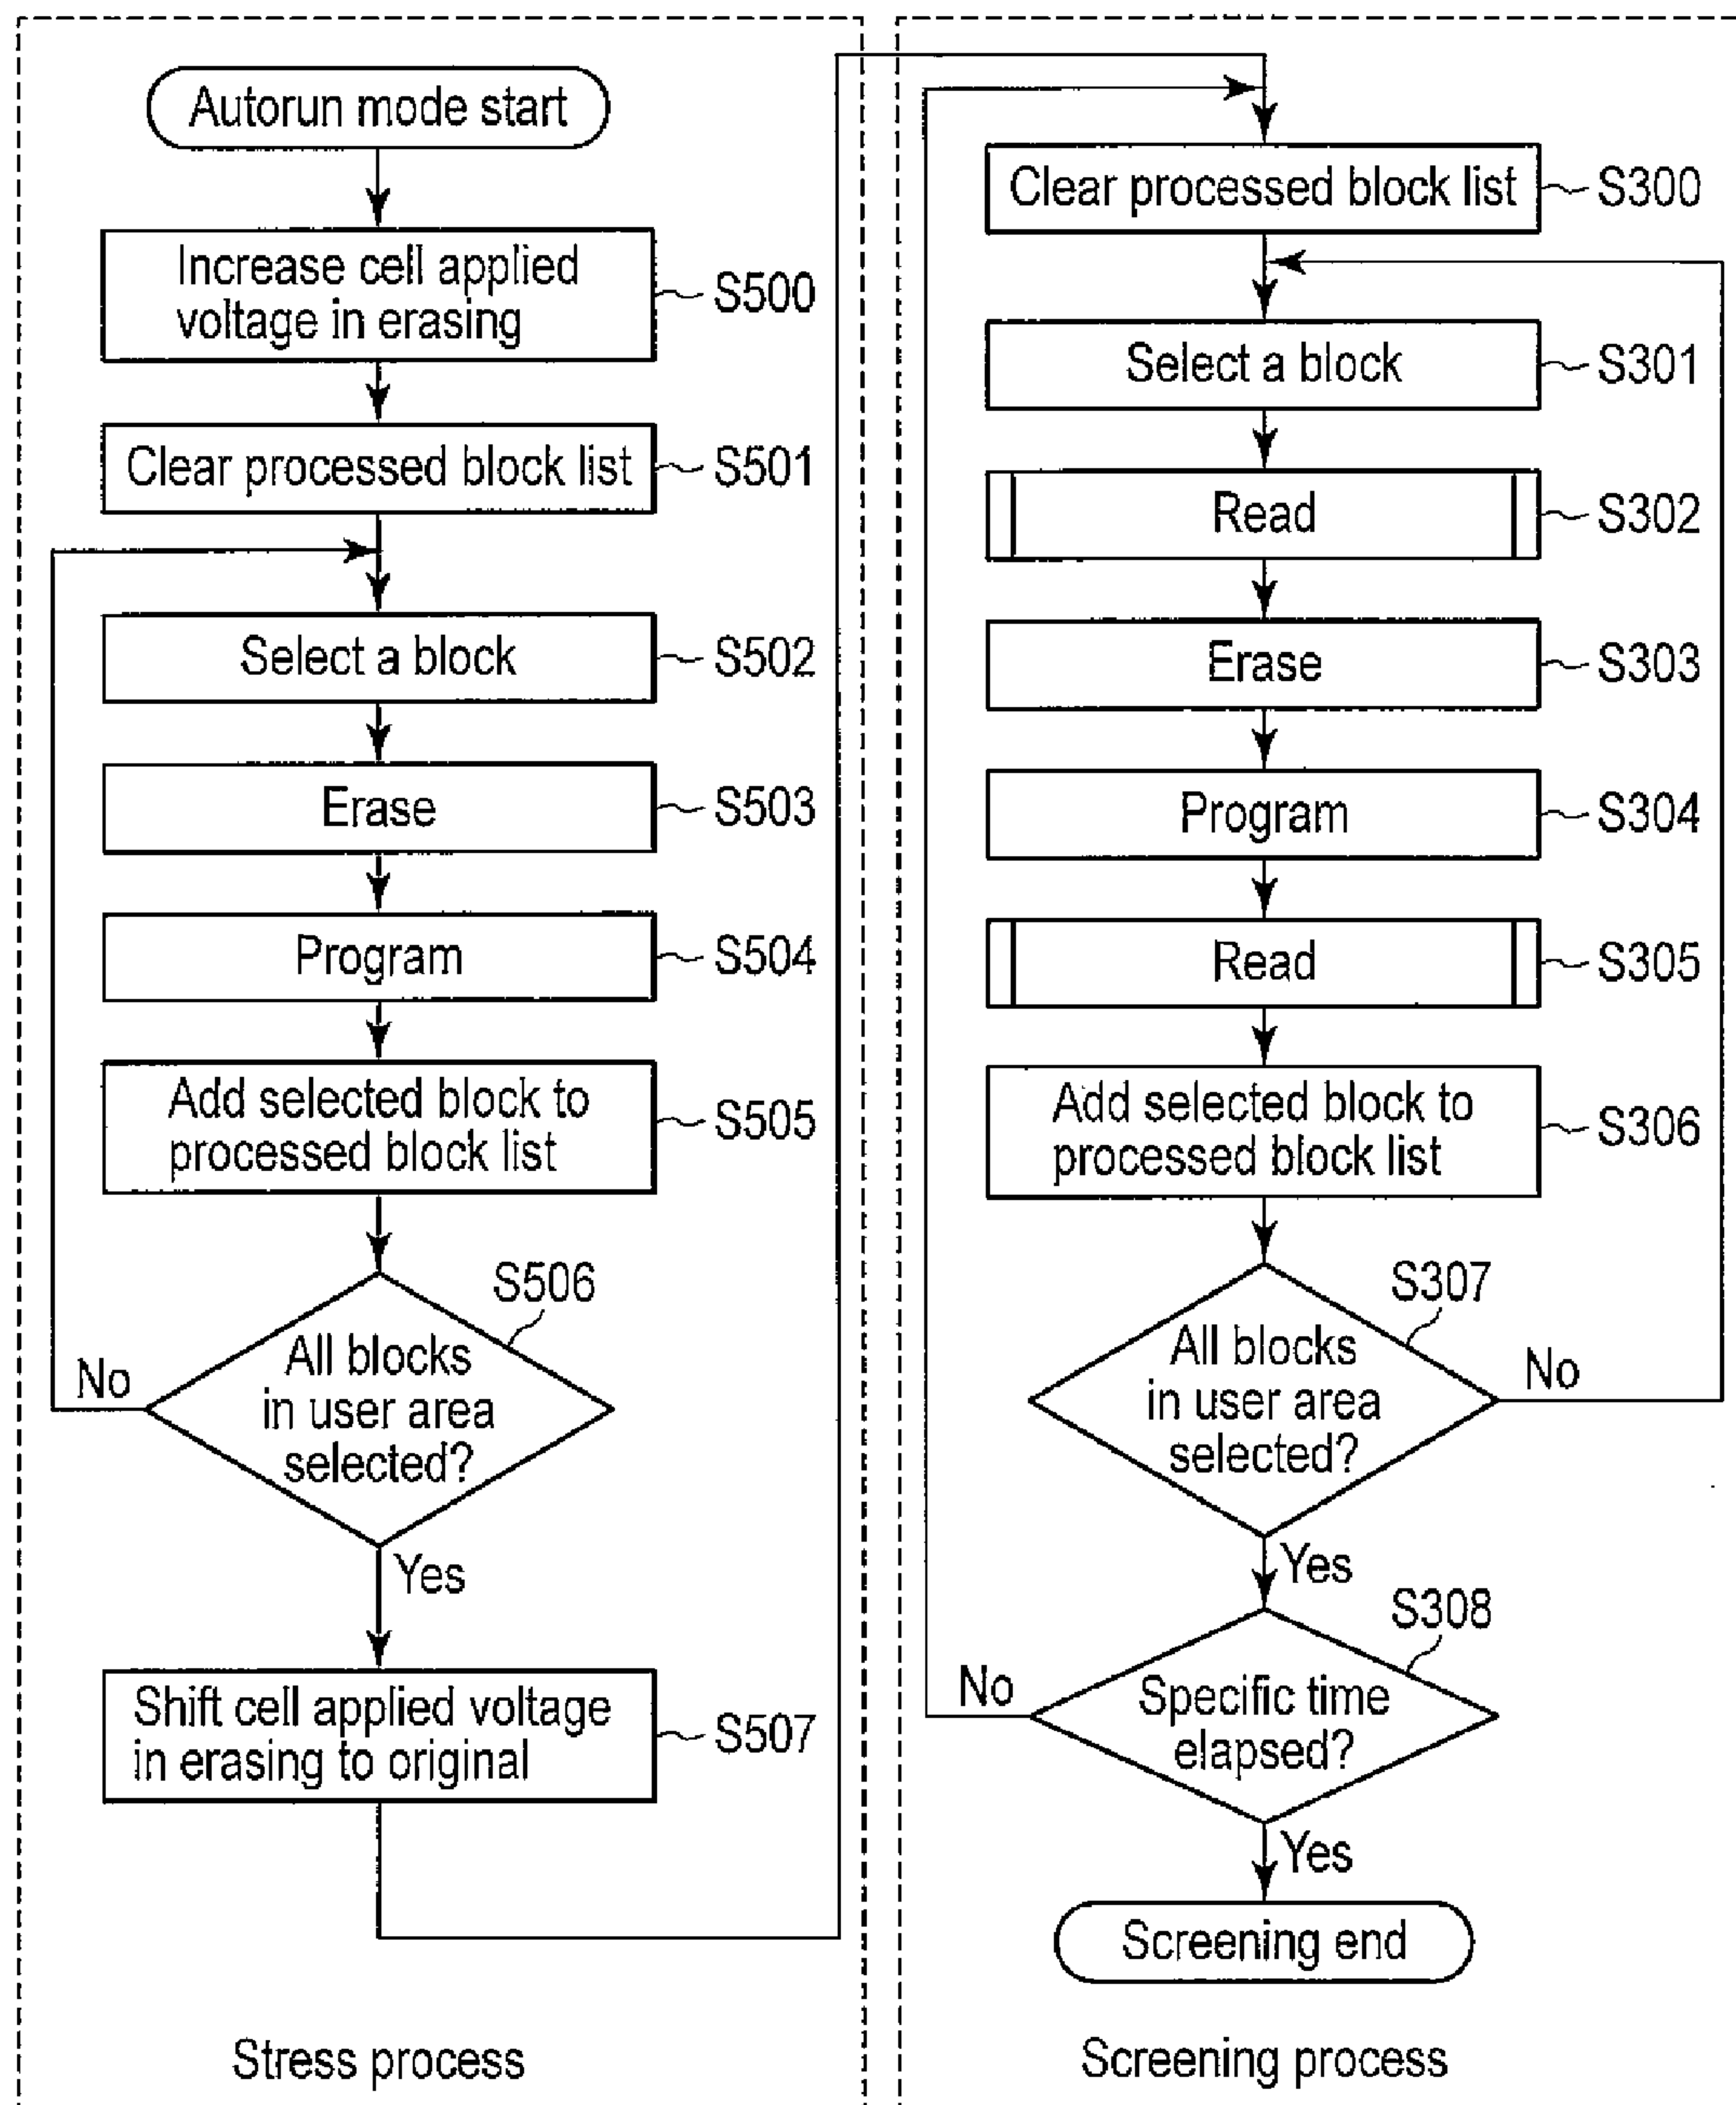 Autorun mode start
Increase cell applied
voltage in erasing
S500
Clear processed block list
S501
Select a block
S502
Erase
S503
Program
S504
Add selected block to
processed block list
S505
S506
All blocks
in user area
selected?
No
Yes
Shift cell applied voltage
in erasing to original
S507
Stress process
Clear processed block list
S300
Select a block
S301
Read
S302
Erase
S303
Program
S304
Read
S305
Add selected block to
processed block list
S306
S307
All blocks
in user area
selected?
No
Yes
S308
Specific time
elapsed?
No
Yes
Screening end
Screening process